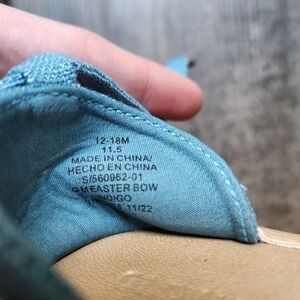 12-18M
11.5
MADE IN CHINA/
HECHO EN CHINA
S/560962-01
EASTER BOW
INDIGO
11/22